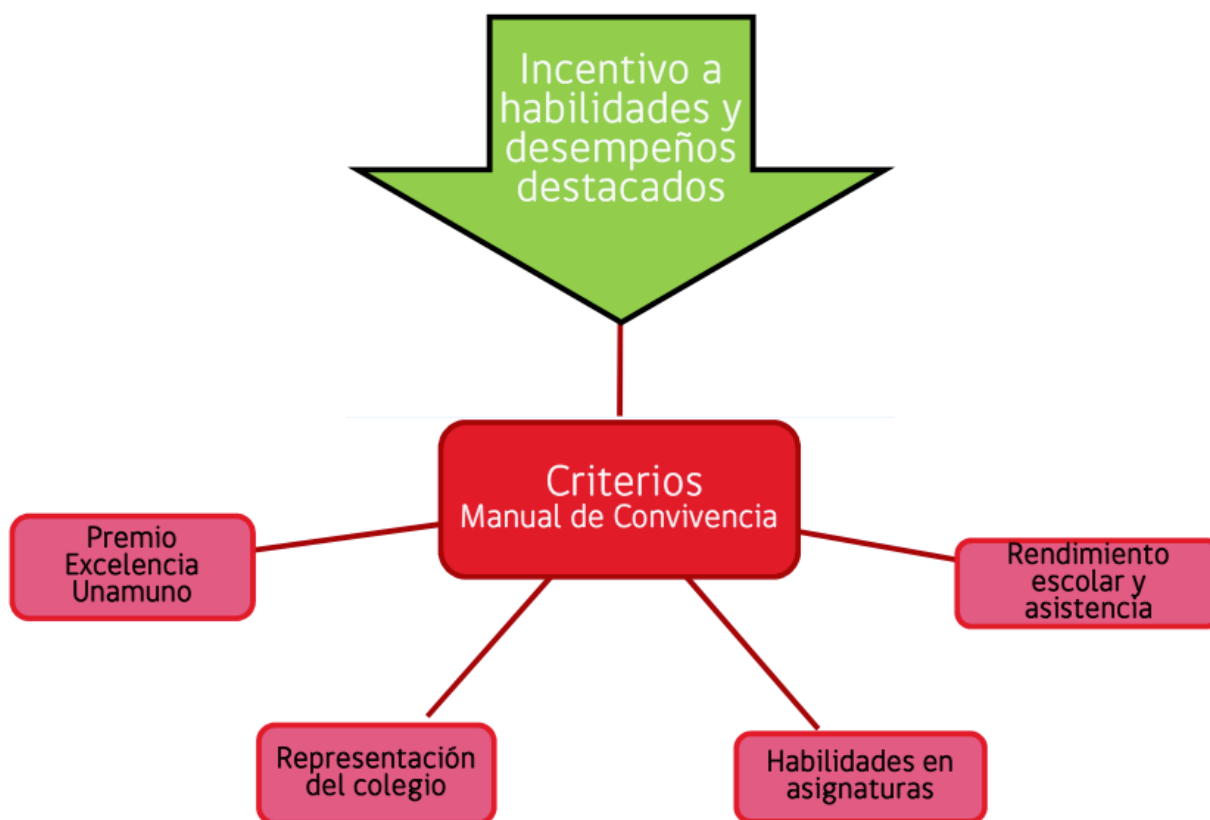 Incentivo a
habilidades y
desempeños
destacados
Criterios
Manual de Convivencia
Premio
Excelencia
Unamuno
Rendimiento
escolar y
asistencia
Representación
del colegio
Habilidades en
asignaturas